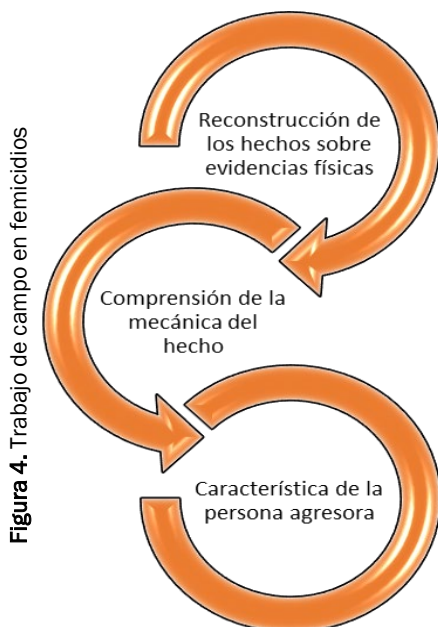 Figura 4. Trabajo de campo en femicidios
Reconstrucción de
los hechos sobre
evidencias físicas
Comprensión de la
mecánica del
hecho
Característica de la
persona agresora